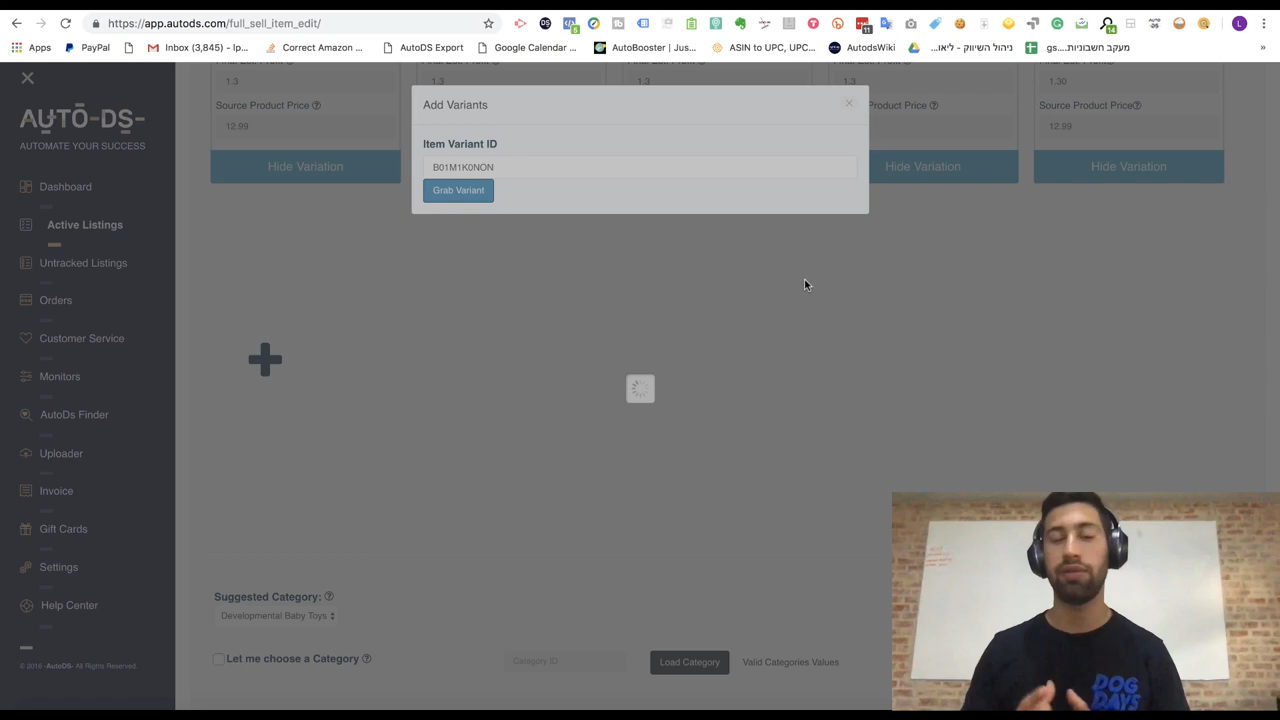 https://app.autods.com/full_sell_item_edit/
Apps PayPal Inbox (3,845) – lp... Correct Amazon ... AutoDS Export Google Calendar ... AutoBooster | Jus... ASIN to UPC, UPC... AutodsWiki ניהול השיווק - ליאו... מעקב חשבוניות.gs... »
AUTO-DS-
AUTOMATE YOUR SUCCESS
Dashboard
Active Listings
Untracked Listings
Orders
Customer Service
Monitors
AutoDs Finder
Uploader
Invoice
Gift Cards
Settings
Help Center
© 2018 -AutoDS- All Rights Reserved.
1.3 1.3 1.3 1.3 1.30
Source Product Price
Product Price
Source Product Price
12.99
12.99
Hide Variation
Hide Variation
Hide Variation
Add Variants
Item Variant ID
B01M1K0NON
Grab Variant
Suggested Category:
Developmental Baby Toys
Let me choose a Category
Category ID
Load Category
Valid Categories Values
DOG
DAYS